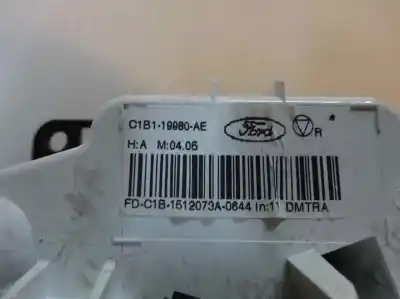 C1B1-19980-AE
Ford
R
H:A M:04.05
FD-C1B-1512073A-0644 In:11 DMTRA